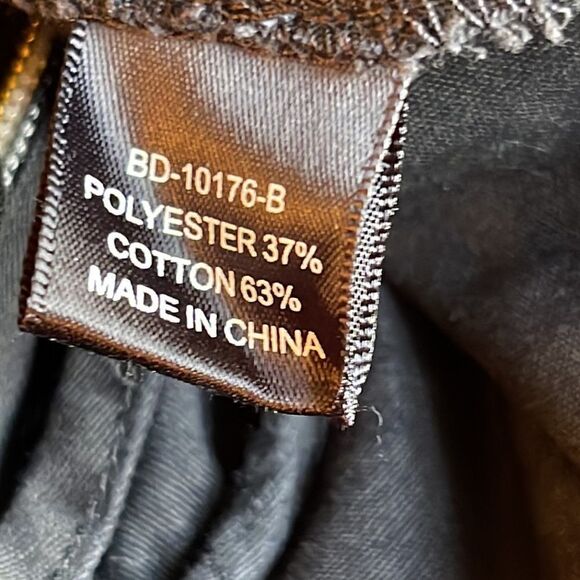 BD-10176-B
POLYESTER 37%
COTTON 63%
MADE IN CHINA